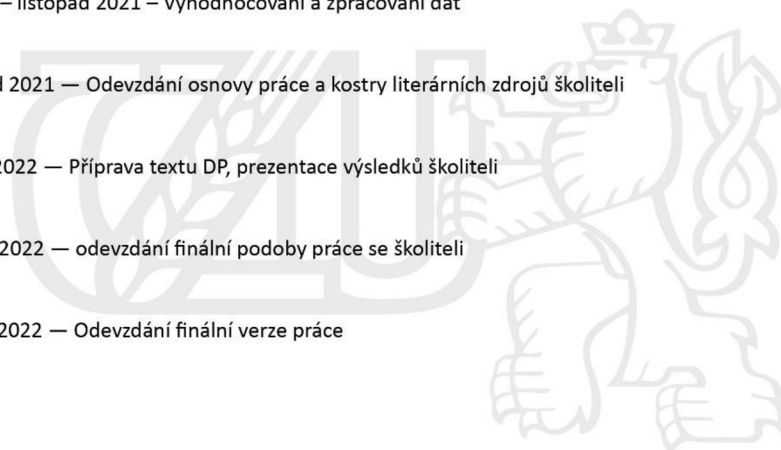 – listopad 2021 – Vyhodnocování a zpracování dat
2021 — Odevzdání osnovy práce a kostry literárních zdrojů školiteli
2022 — Příprava textu DP, prezentace výsledků školiteli
2022 — odevzdání finální podoby práce se školiteli
2022 — Odevzdání finální verze práce
ČZU